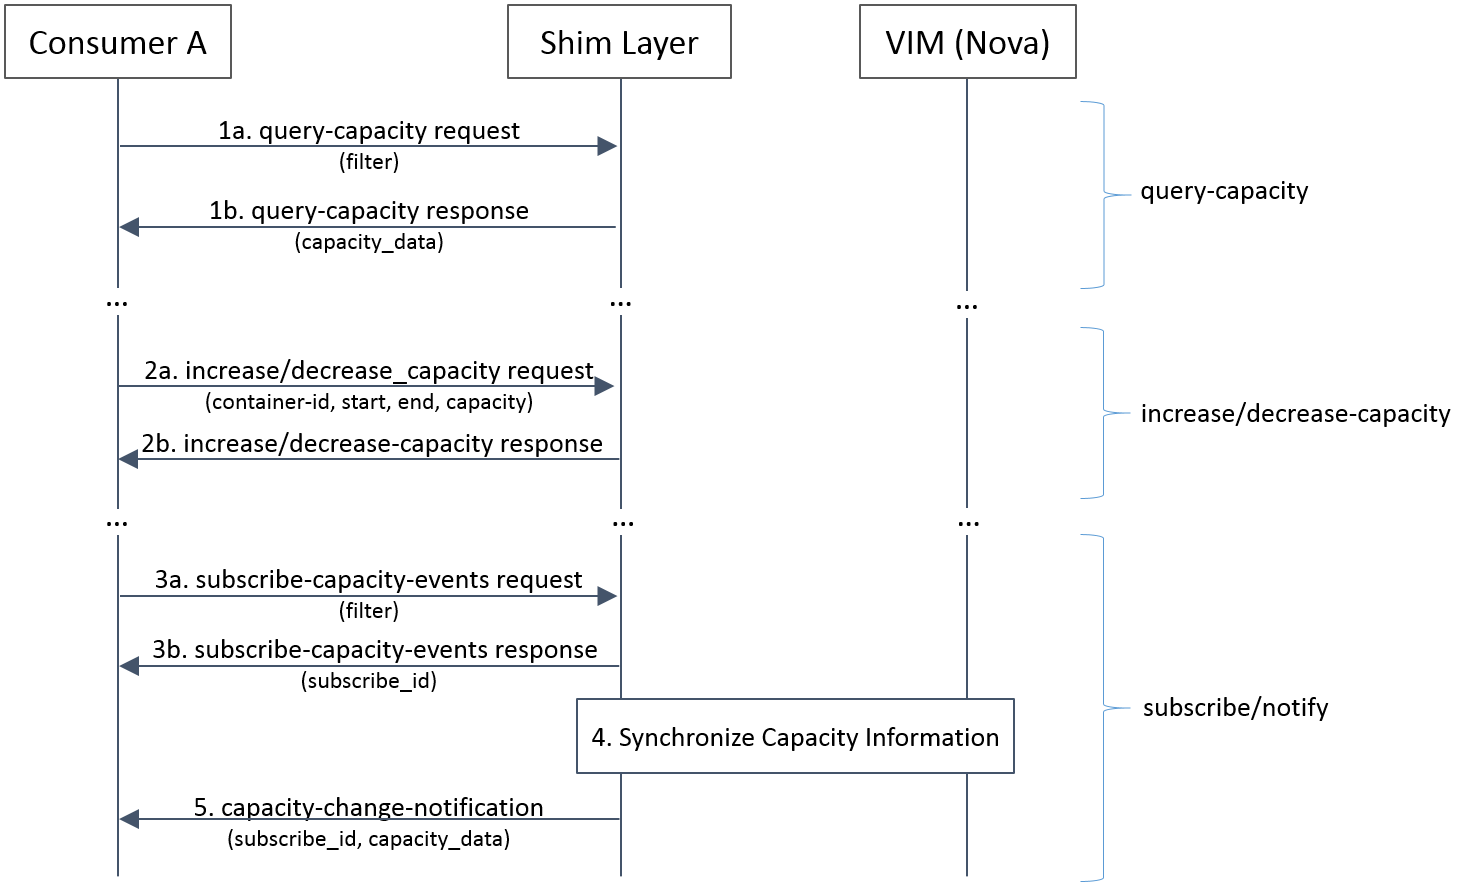 Consumer A
Shim Layer
VIM (Nova)
1a. query-capacity request
(filter)
1b. query-capacity response
(capacity_data)
query-capacity
... ... ...
2a. increase/decrease_capacity request
(container-id, start, end, capacity)
2b. increase/decrease-capacity response
increase/decrease-capacity
... ... ...
3a. subscribe-capacity-events request
(filter)
3b. subscribe-capacity-events response
(subscribe_id)
subscribe/notify
4. Synchronize Capacity Information
5. capacity-change-notification
(subscribe_id, capacity_data)